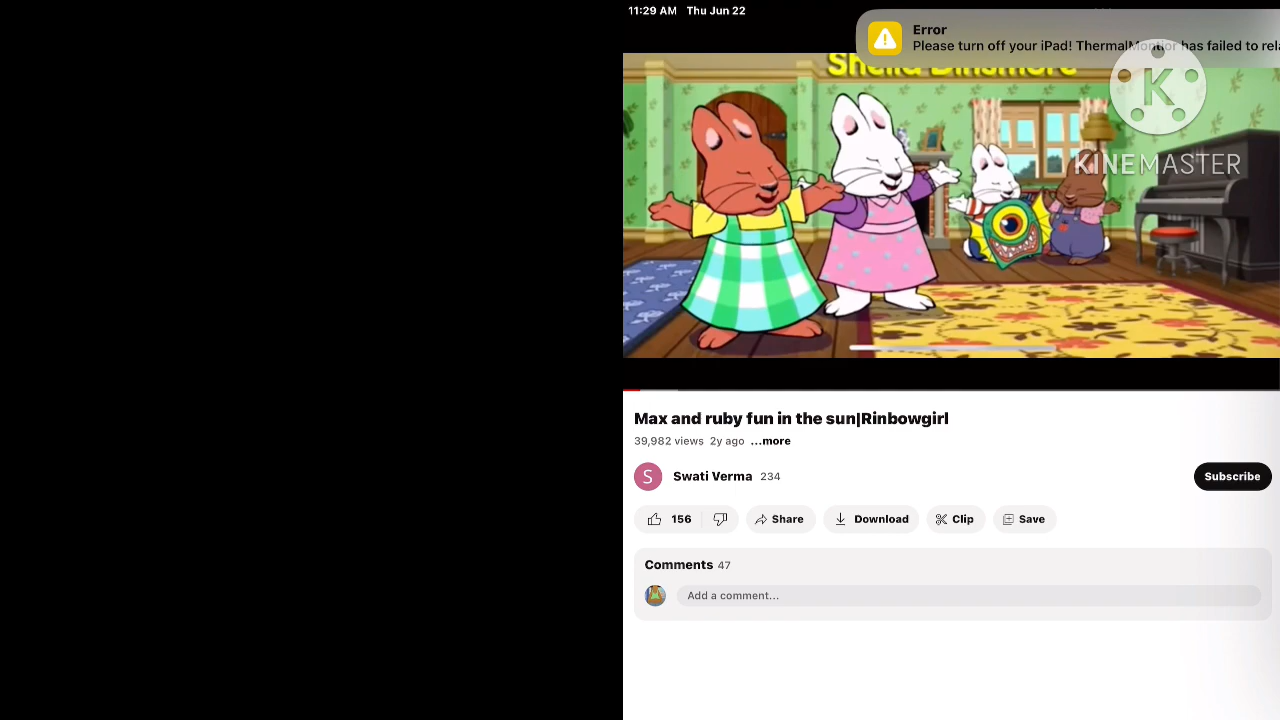 11:29 AM Thu Jun 22
Error
Please turn off your iPad! ThermalMontior has failed to rela
Sheila Dinsmore
K
KINEMASTER
Max and ruby fun in the sun|Rinbowgirl
39,982 views 2y ago ...more
S
Swati Verma 234
Subscribe
156
Share
Download
Clip
Save
Comments 47
Add a comment...